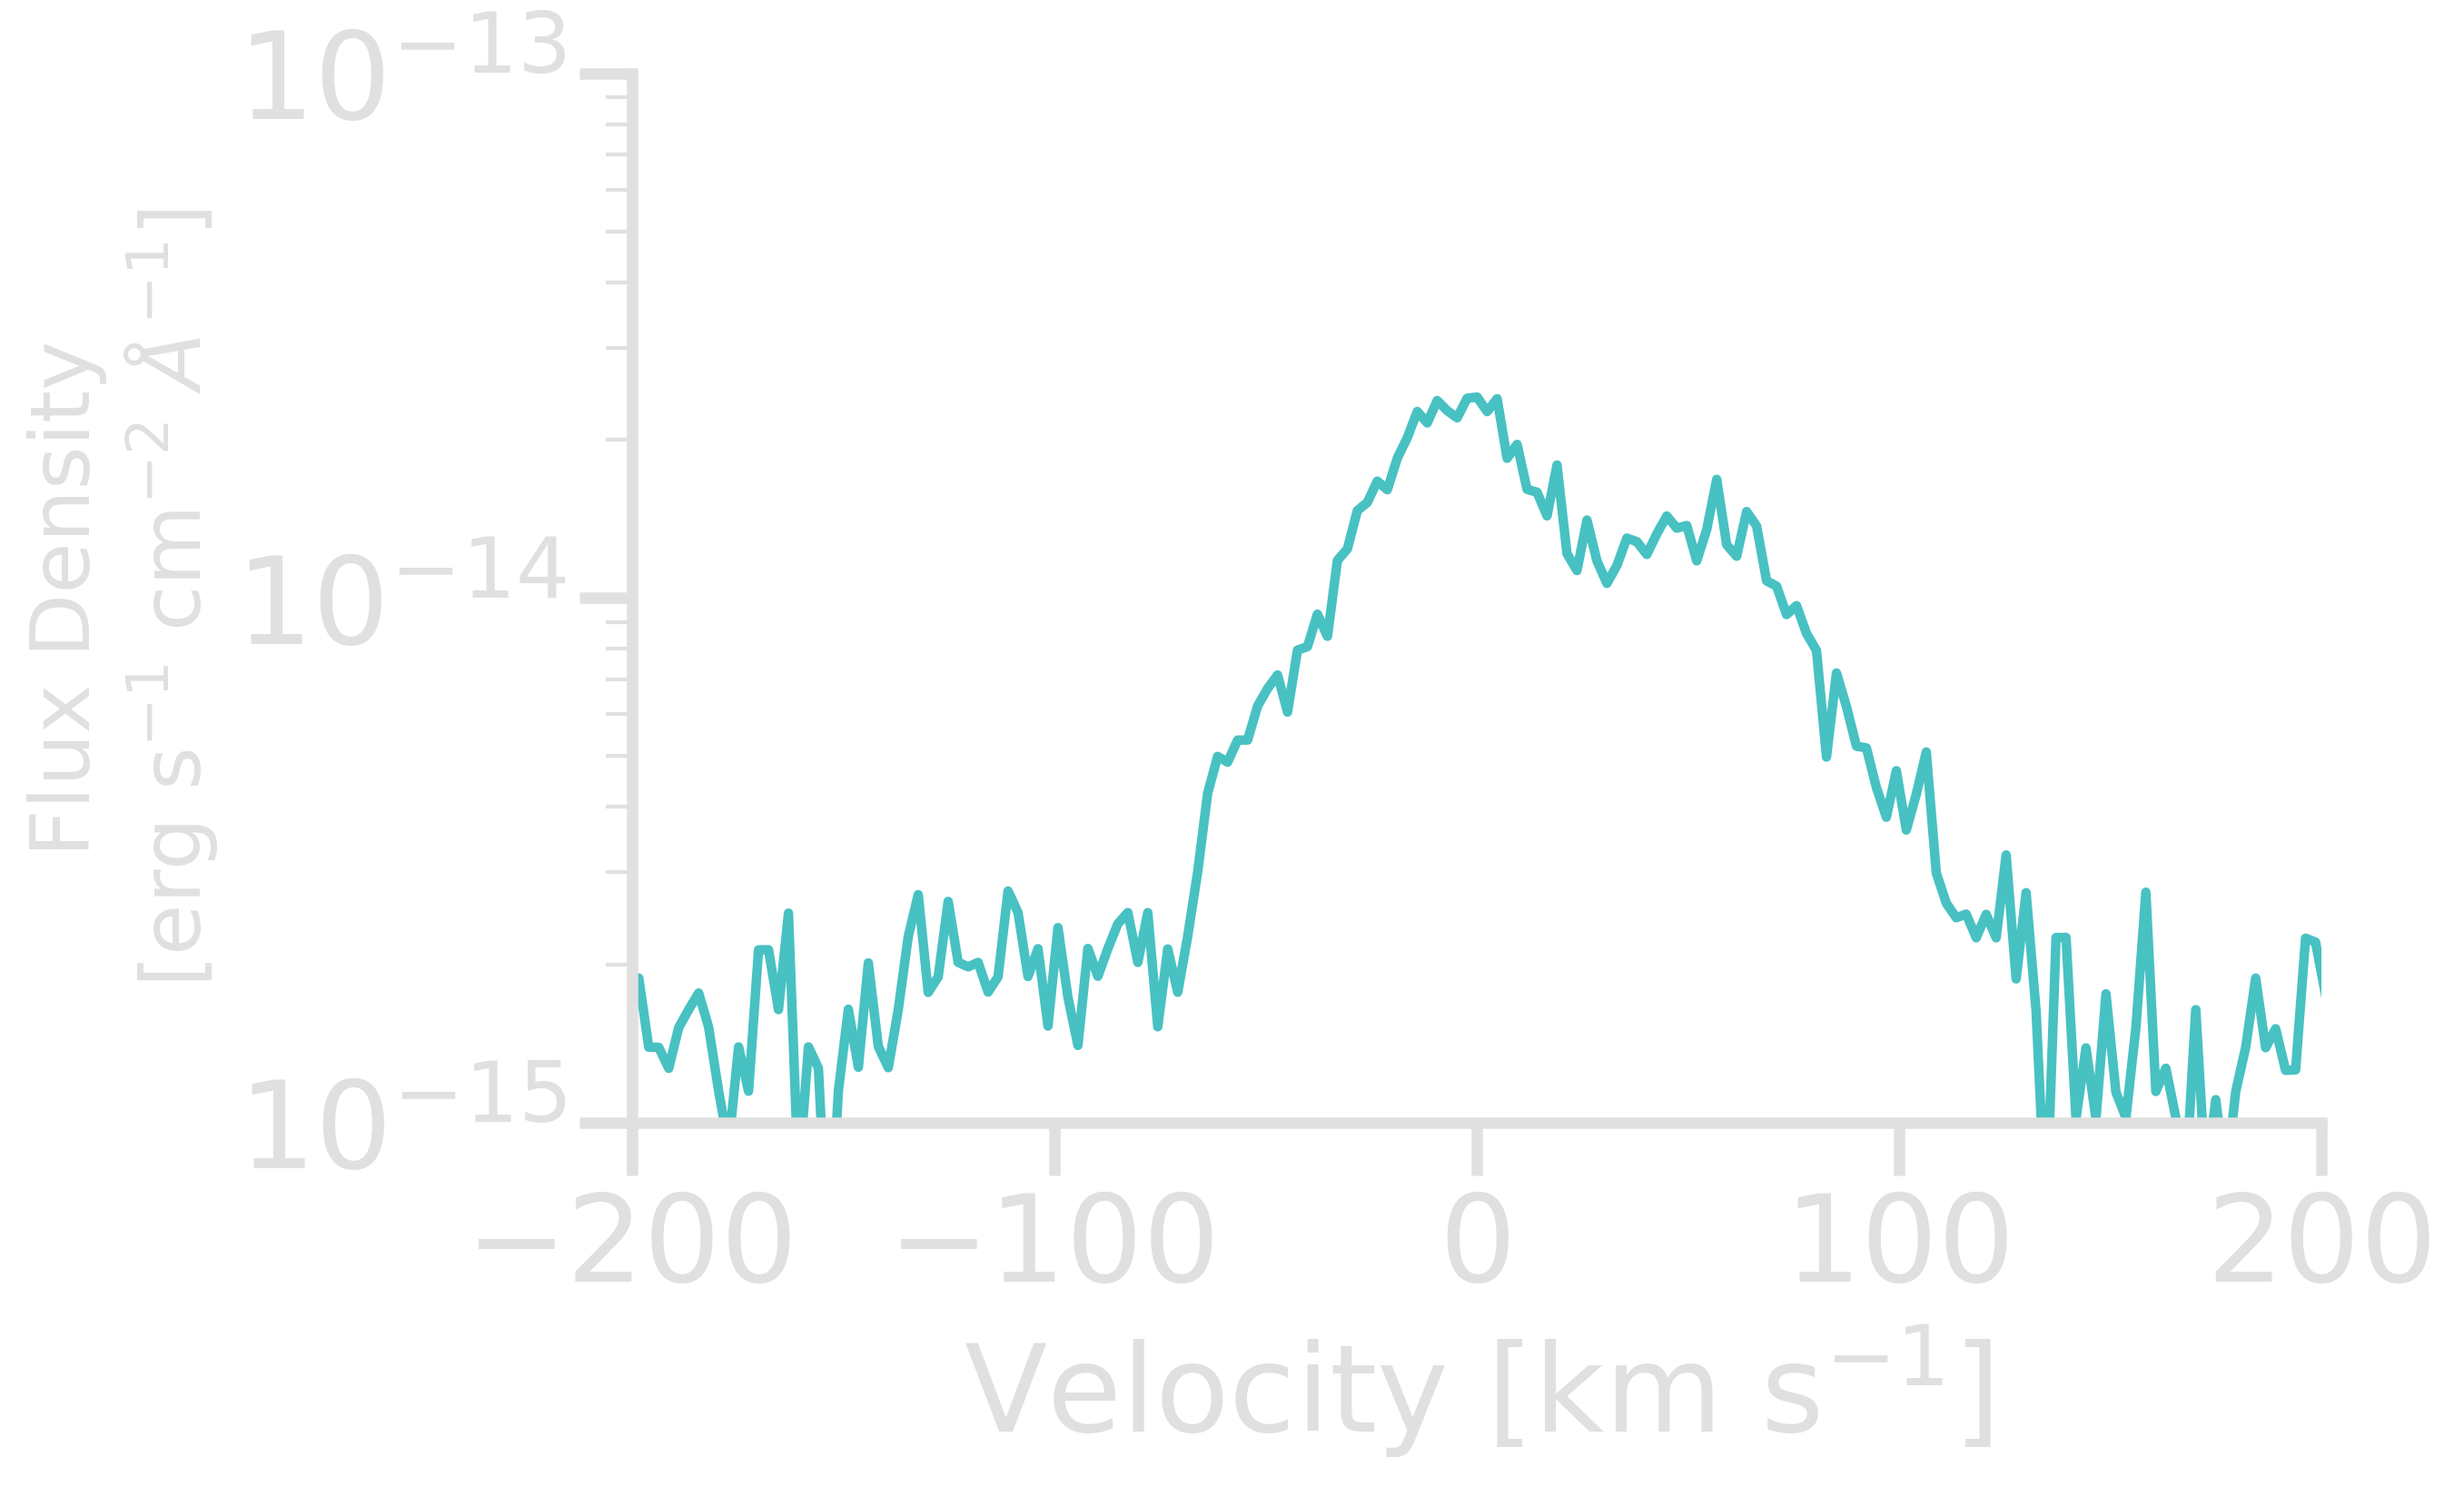 Flux Density
[erg s⁻¹ cm⁻² Å⁻¹]
10⁻¹³
10⁻¹⁴
10⁻¹⁵
−200 −100 0 100 200
Velocity [km s⁻¹]